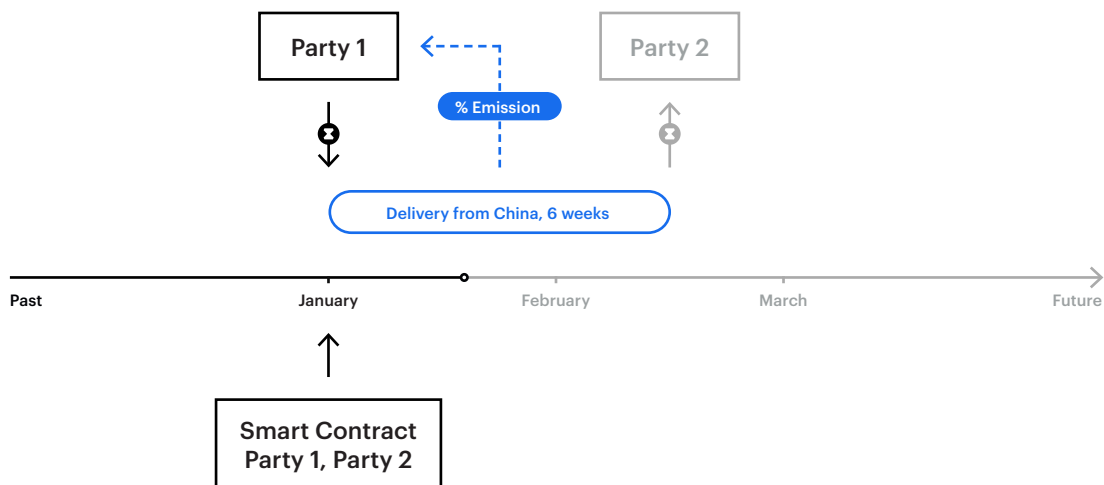 Party 1
Party 2
% Emission
Delivery from China, 6 weeks
Past
January
February
March
Future
Smart Contract
Party 1, Party 2